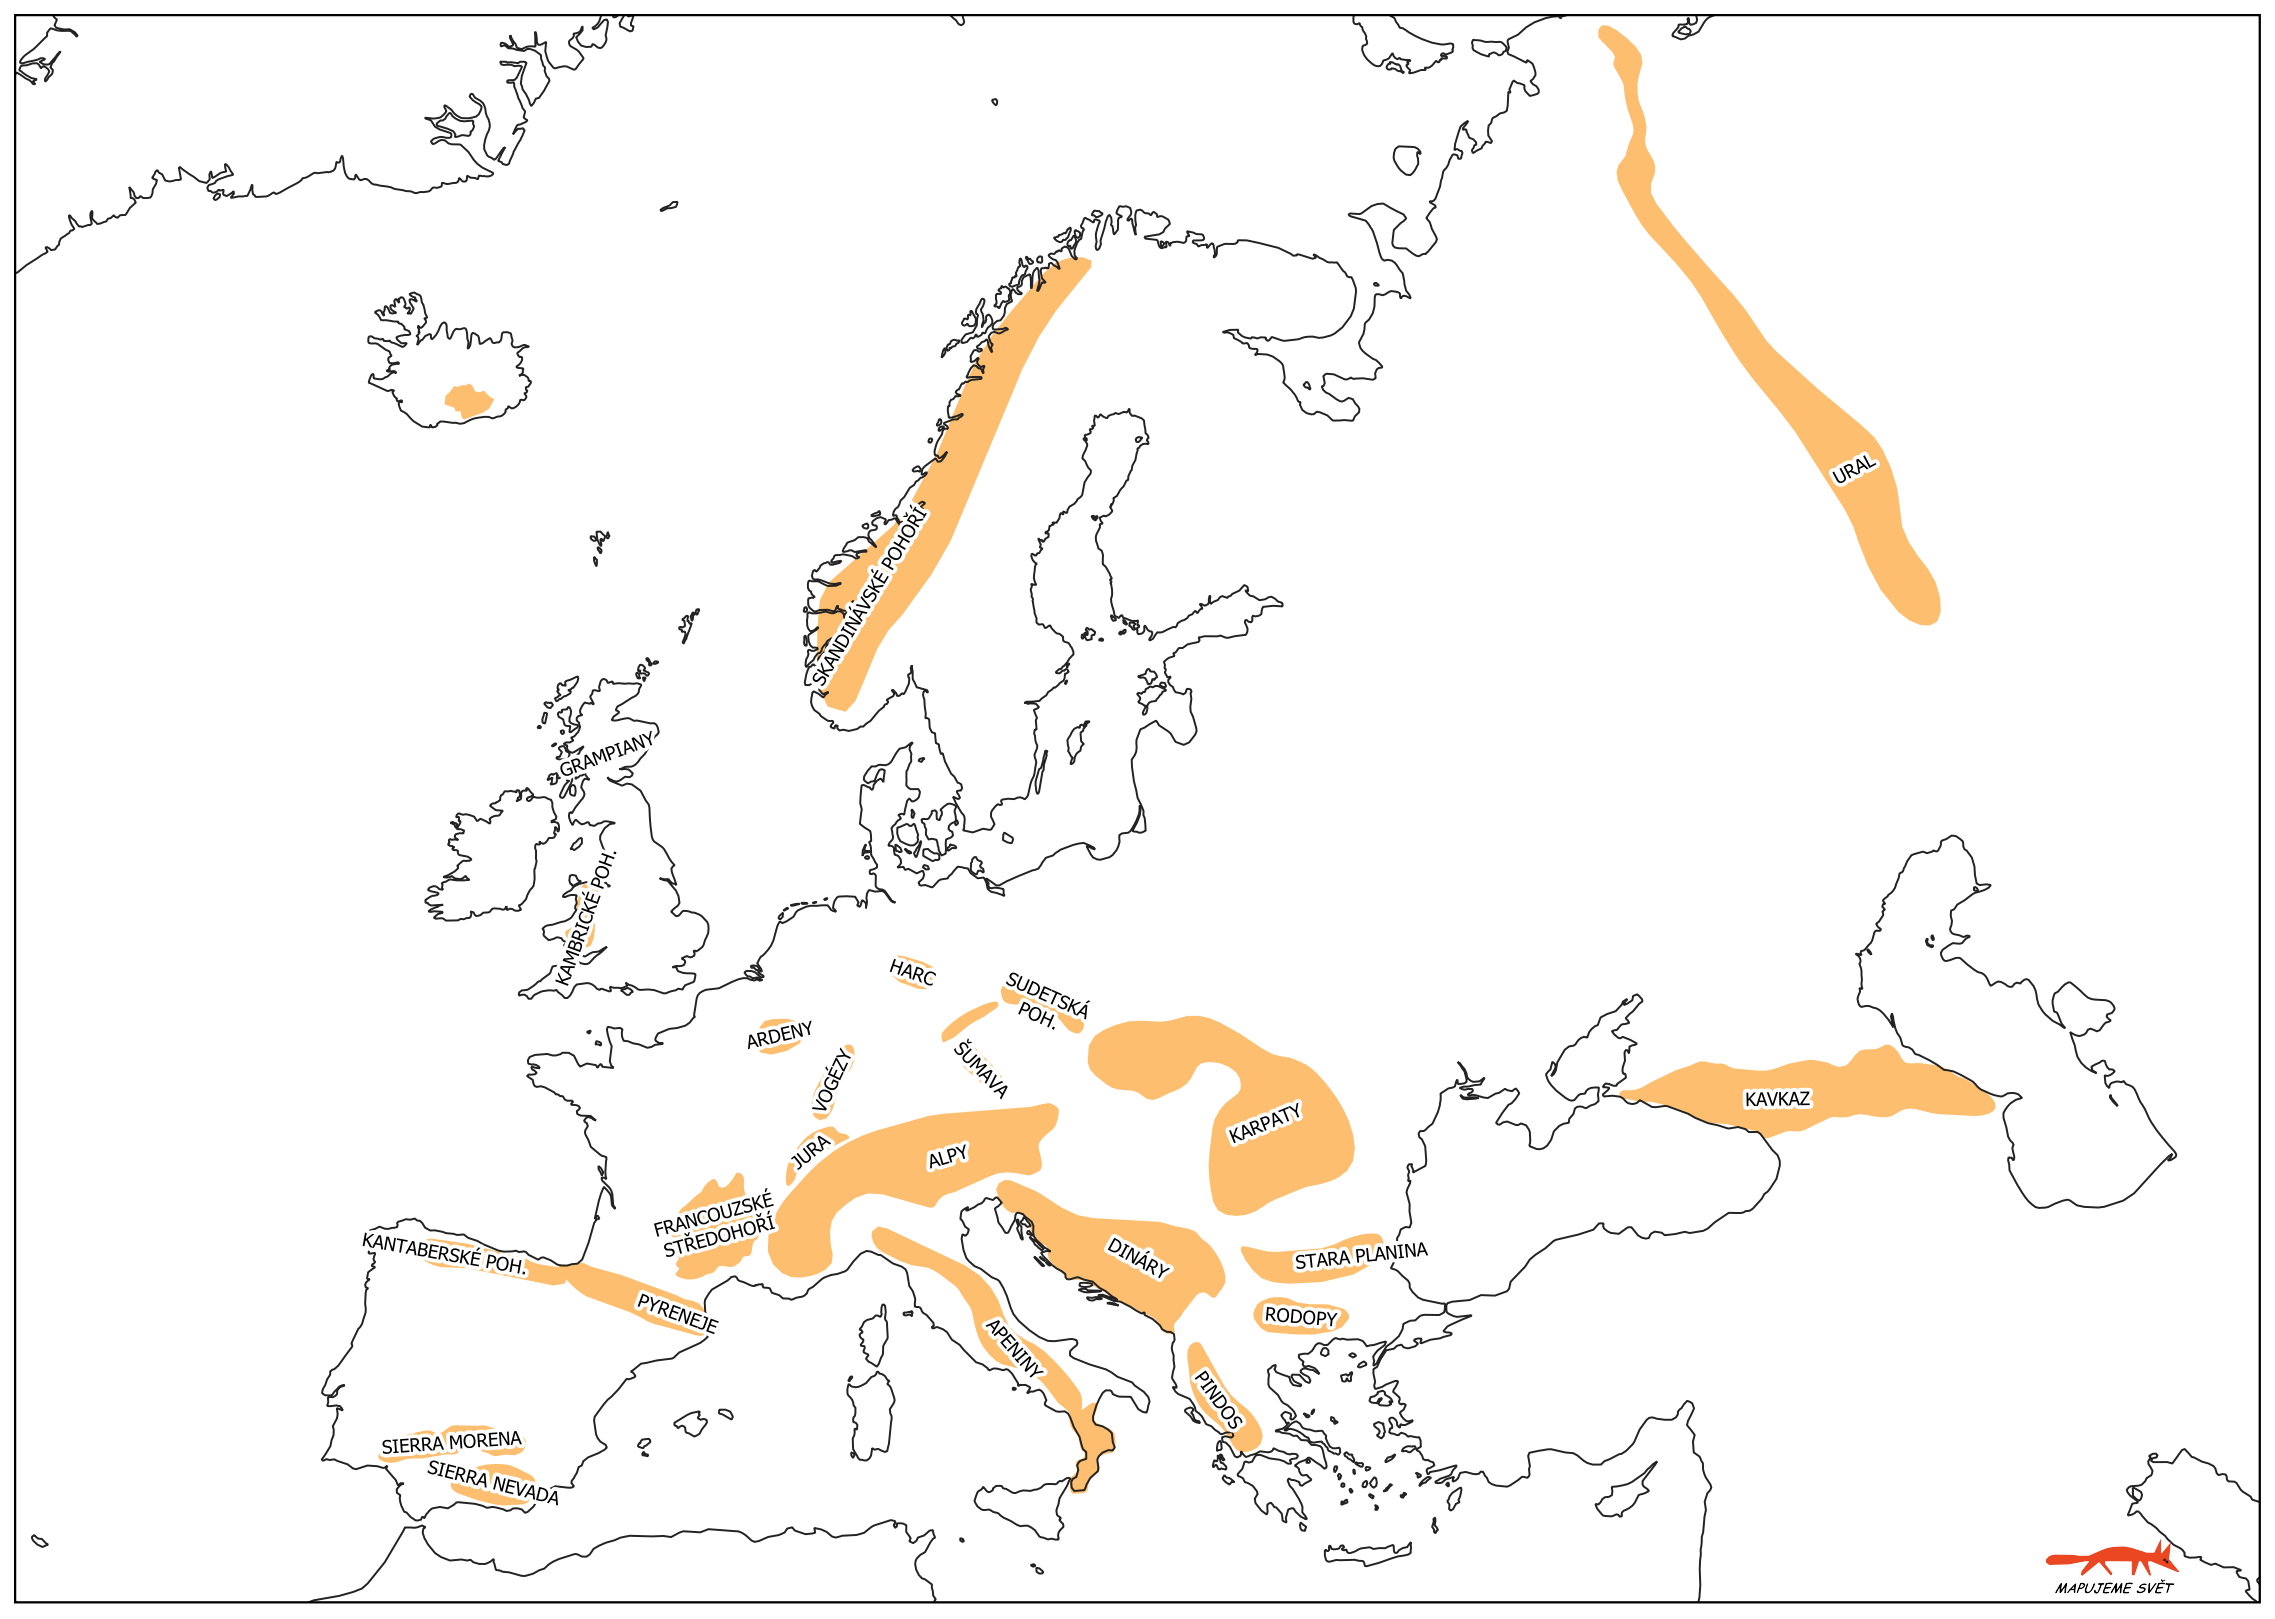 URAL
SKANDINÁVSKÉ POHOŘÍ
GRAMPIANY
KAMBRICKÉ POH.
HARC
SUDETSKÁ
POH.
ARDENY
ŠUMAVA
VOGÉZY
KAVKAZ
KARPATY
JURA
ALPY
FRANCOUZSKÉ
STŘEDOHOŘÍ
KANTABERSKÉ POH.
DINÁRY
STARA PLANINA
PYRENEJE
RODOPY
APENINY
PINDOS
SIERRA MORENA
SIERRA NEVADA
MAPUJEME SVĚT